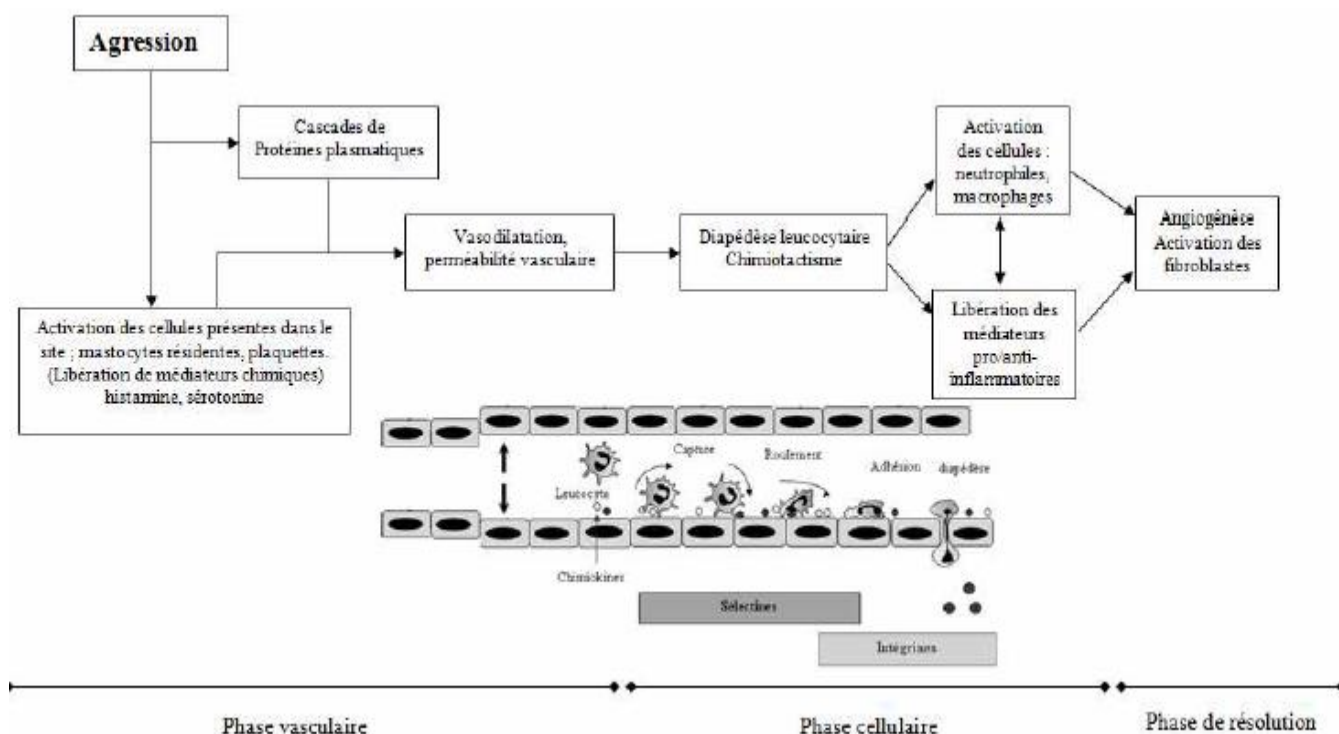 Agression
Cascades de
Protéines plasmatiques
Activation des cellules présentes dans le
site ; mastocytes résidentes, plaquettes.
(Libération de médiateurs chimiques)
histamine, sérotonine
Vasodilatation,
perméabilité vasculaire
Diapédèse leucocytaire
Chimiotactisme
Activation
des cellules :
neutrophiles,
macrophages
Libération des
médiateurs
pro/anti-
inflammatoires
Angiogénèse
Activation des
fibroblastes
Leucocyte
Capture
Roulement
Adhésion
diapédère
Chimiokines
Sélectines
Intégrines
Phase vasculaire
Phase cellulaire
Phase de résolution